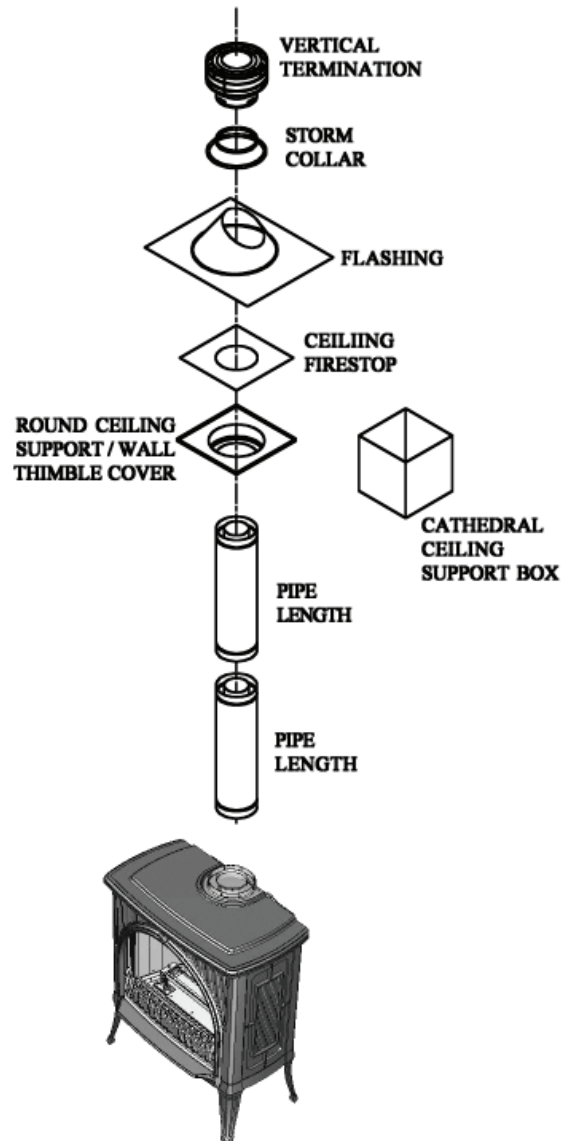 VERTICAL
TERMINATION
STORM
COLLAR
FLASHING
CEILIING
FIRESTOP
ROUND CEILING
SUPPORT / WALL
THIMBLE COVER
CATHEDRAL
CEILING
SUPPORT BOX
PIPE
LENGTH
PIPE
LENGTH